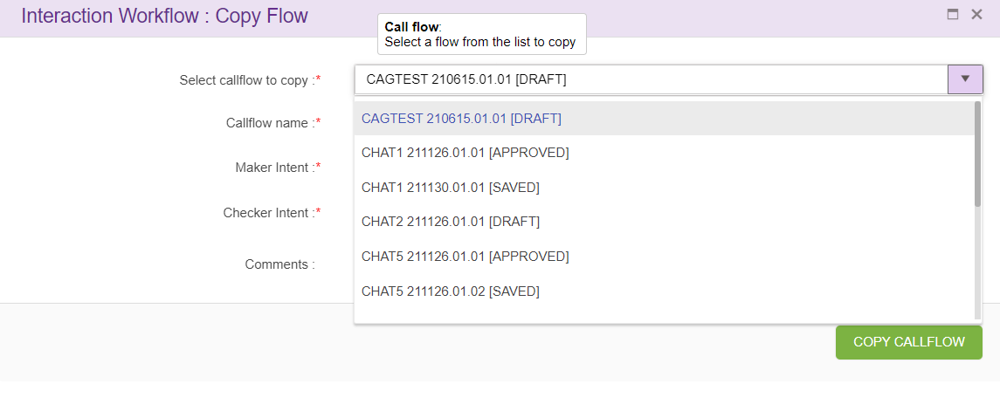 Interaction Workflow : Copy Flow
Call flow:
Select a flow from the list to copy
Select callflow to copy :*
CAGTEST 210615.01.01 [DRAFT]
CAGTEST 210615.01.01 [DRAFT]
Callflow name :*
CHAT1 211126.01.01 [APPROVED]
Maker Intent :*
CHAT1 211130.01.01 [SAVED]
Checker Intent :*
CHAT2 211126.01.01 [DRAFT]
CHAT5 211126.01.01 [APPROVED]
Comments :
CHAT5 211126.01.02 [SAVED]
COPY CALLFLOW